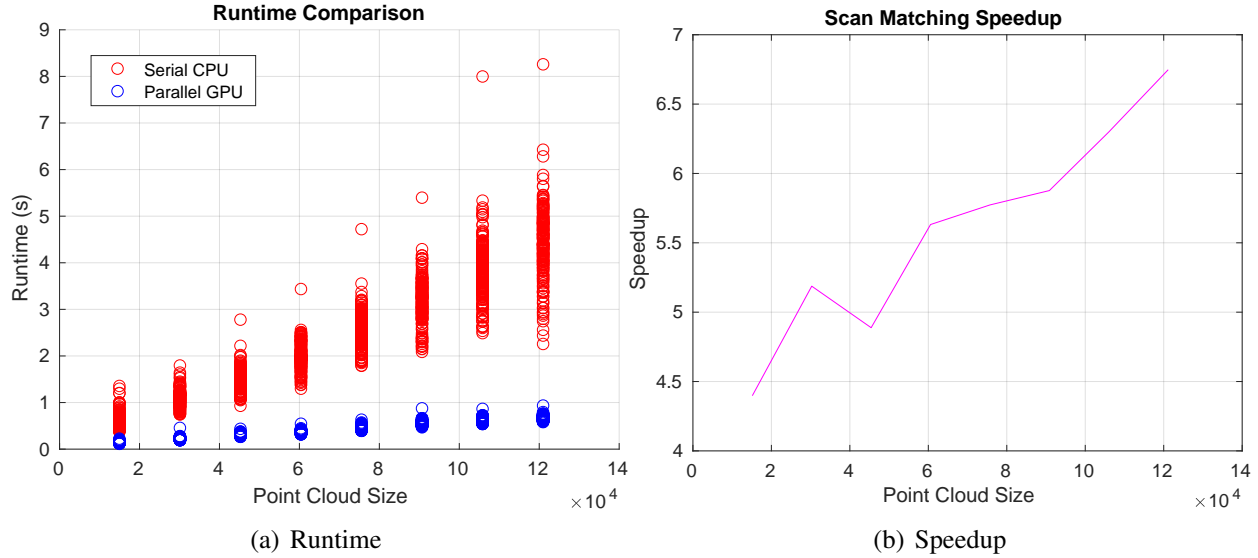 Runtime Comparison
9
8
7
6
5
4
3
2
1
0
Runtime (s)
Serial CPU
Parallel GPU
0 2 4 6 8 10 12 14
Point Cloud Size
×10^4
(a) Runtime
Scan Matching Speedup
7
6.5
6
5.5
5
4.5
4
Speedup
0 2 4 6 8 10 12 14
Point Cloud Size
×10^4
(b) Speedup